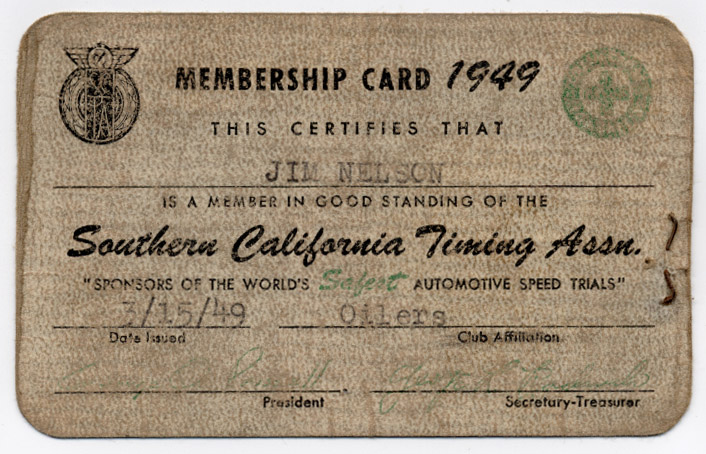 MEMBERSHIP CARD 1949
THIS CERTIFIES THAT
JIM NELSON
IS A MEMBER IN GOOD STANDING OF THE
Southern California Timing Assn.
"SPONSORS OF THE WORLD'S Safest AUTOMOTIVE SPEED TRIALS"
3/15/49 Oilers
Date Issued Club Affiliation
President Secretary-Treasurer